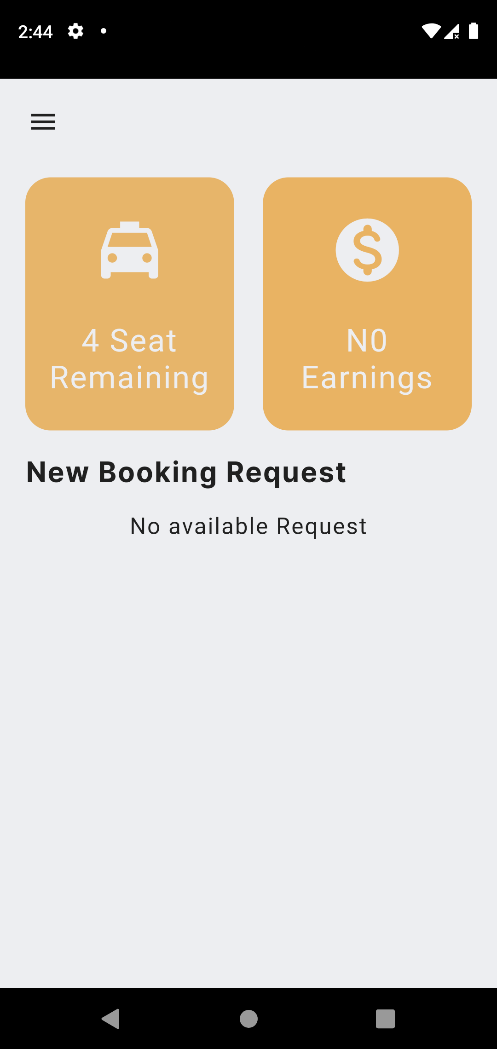 2:44
4 Seat
Remaining
N0
Earnings
New Booking Request
No available Request